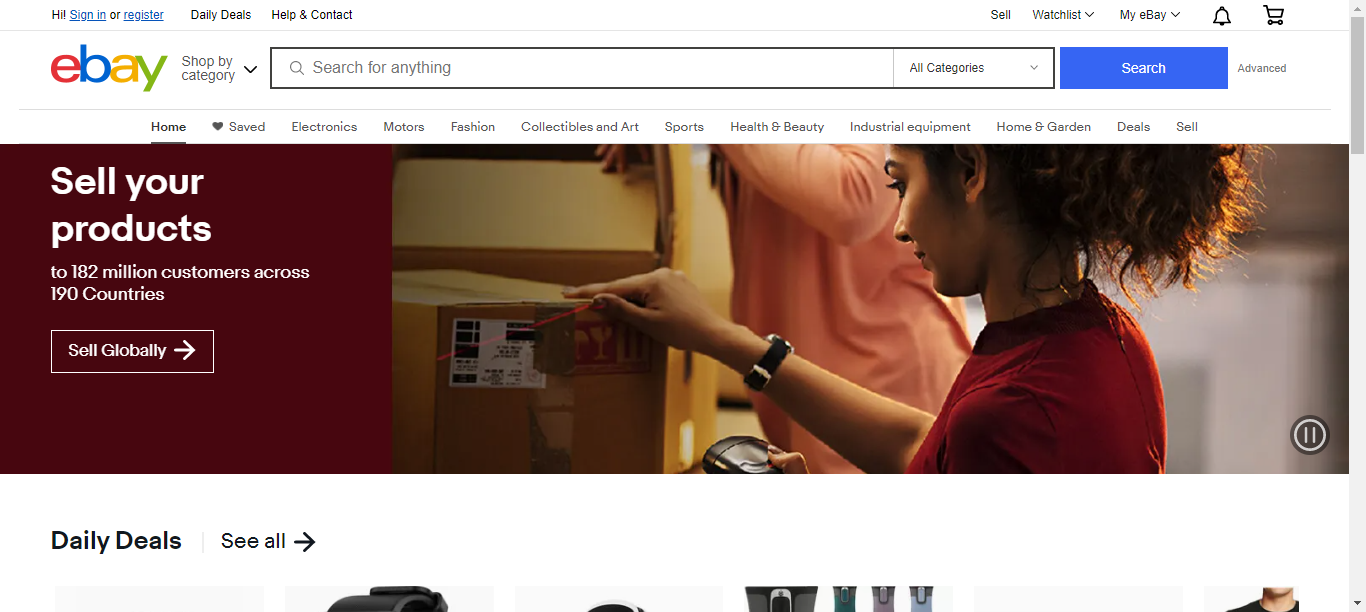 Hi! Sign in or register Daily Deals Help & Contact Sell Watchlist My eBay
ebay
Shop by
category
Search for anything
All Categories
Search
Advanced
Home Saved Electronics Motors Fashion Collectibles and Art Sports Health & Beauty Industrial equipment Home & Garden Deals Sell
Sell your
products
to 182 million customers across
190 Countries
Sell Globally
Daily Deals See all